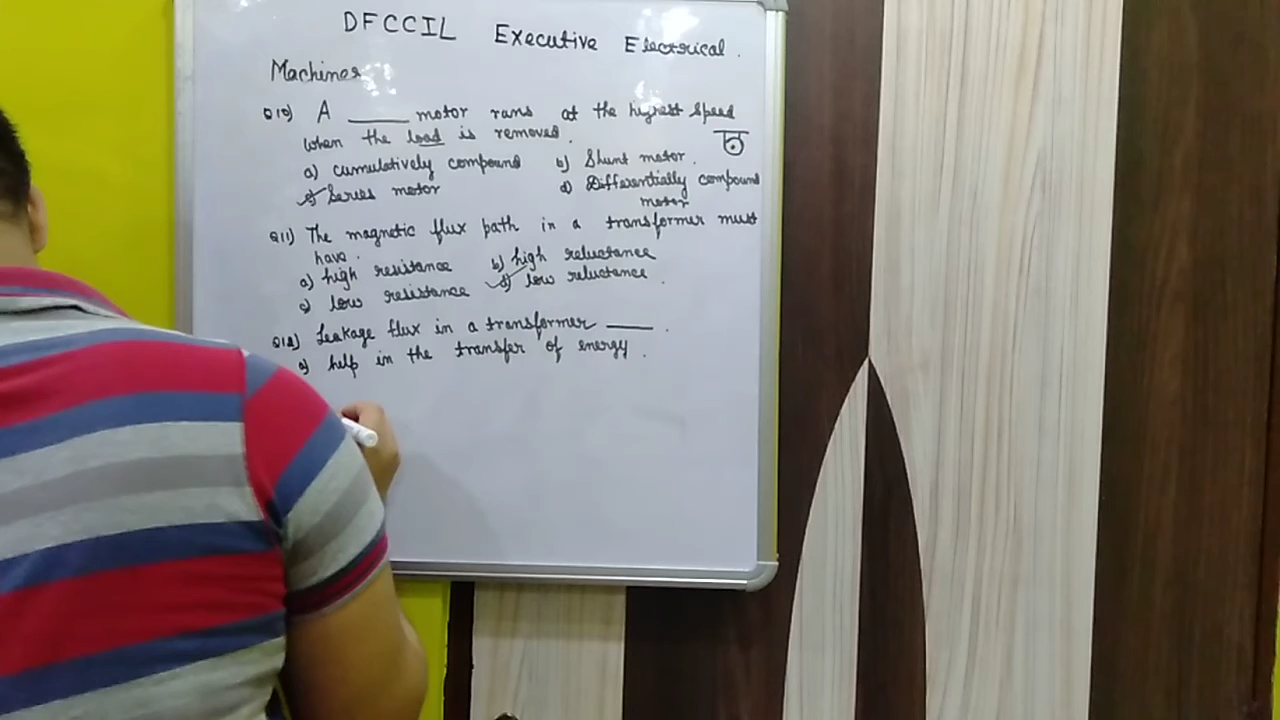 DFCCIL Executive Electrical.
Machines
Q10) A ____ motor runs at the highest speed
when the load is removed.
a) cumulatively compound b) Shunt motor.
c) Series motor d) Differentially compound
motor
Q11) The magnetic flux path in a transformer must
have.
a) high resistance b) high reluctance
c) low resistance d) low reluctance.
Q12) Leakage flux in a transformer ____.
a) help in the transfer of energy.